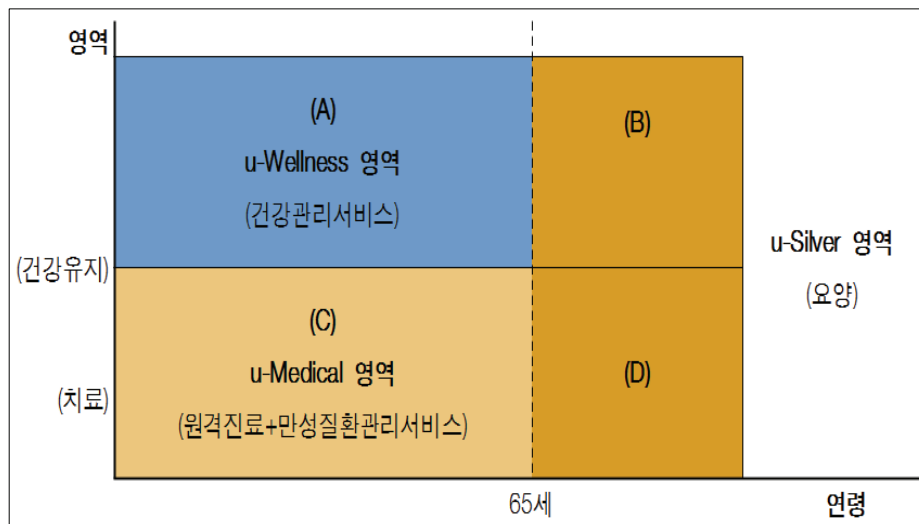 영역
(A)
u-Wellness 영역
(건강관리서비스)
(B)
(건강유지)
u-Silver 영역
(요양)
(C)
u-Medical 영역
(원격진료+만성질환관리서비스)
(D)
(치료)
65세
연령